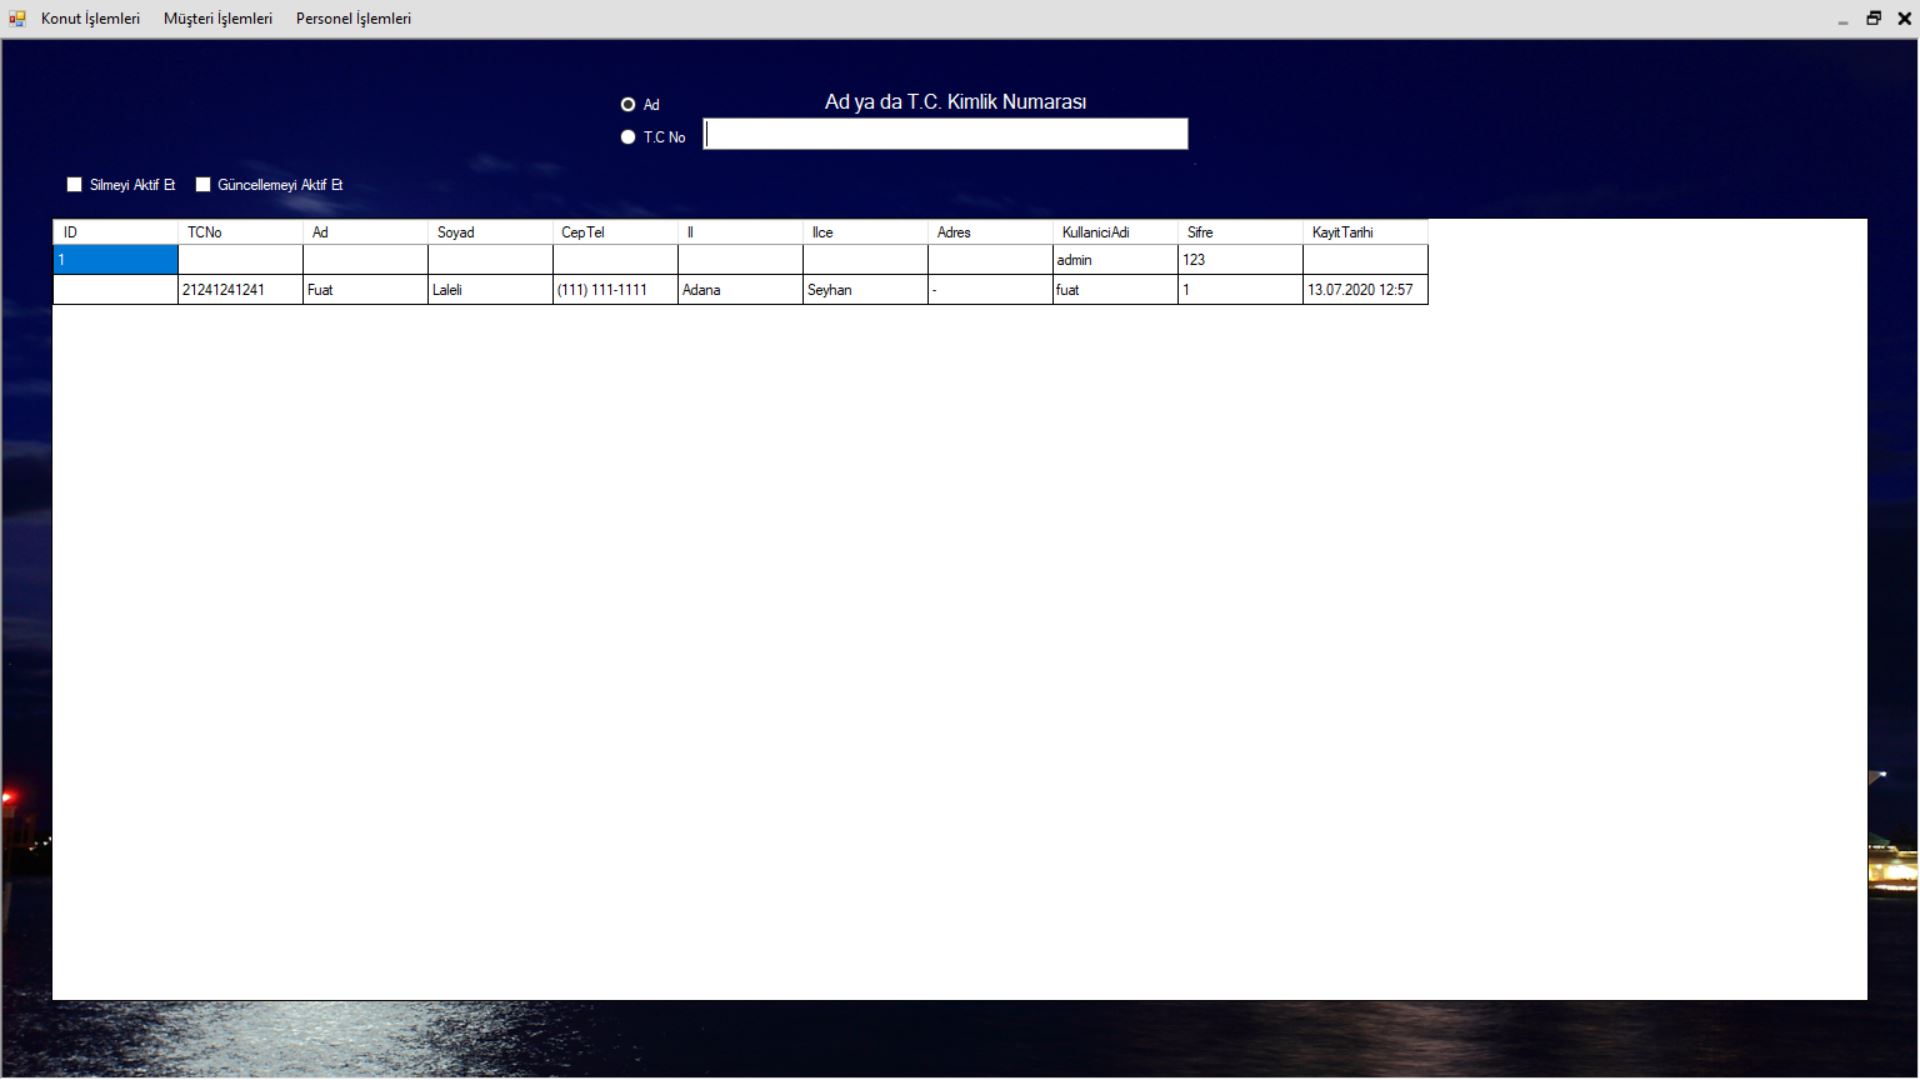 Konut İşlemleri Müşteri İşlemleri Personel İşlemleri
Ad
Ad ya da T.C. Kimlik Numarası
T.C No
Silmeyi Aktif Et Güncellemeyi Aktif Et
ID TCNo Ad Soyad CepTel Il Ilce Adres KullaniciAdi Sifre KayitTarihi
1 admin 123
21241241241 Fuat Laleli (111) 111-1111 Adana Seyhan - fuat 1 13.07.2020 12:57